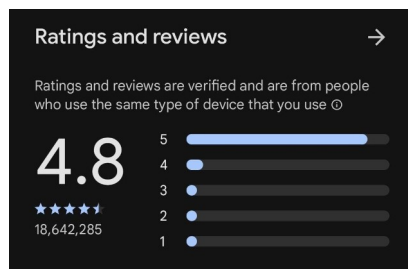 Ratings and reviews
Ratings and reviews are verified and are from people
who use the same type of device that you use
4.8
18,642,285
5
4
3
2
1